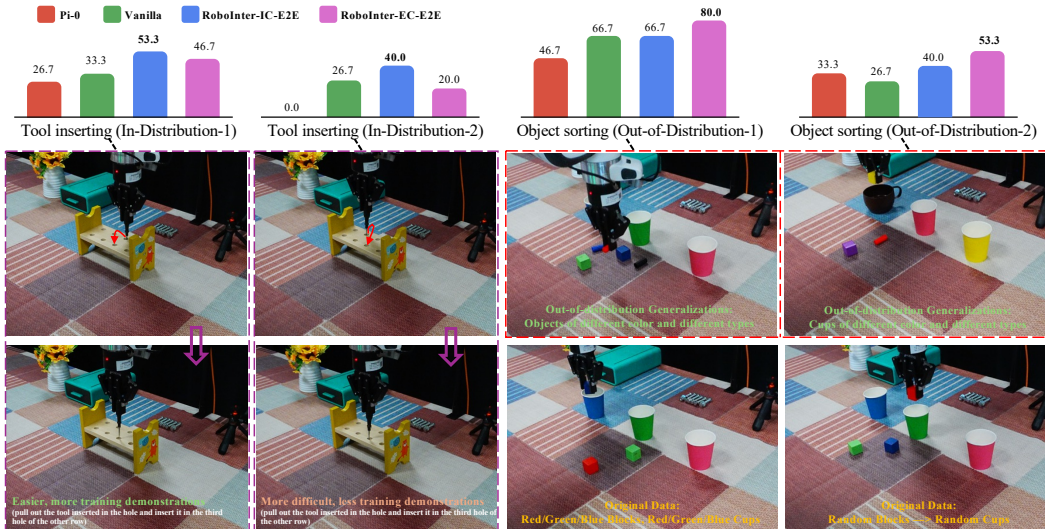 Pi-0
Vanilla
RoboInter-IC-E2E
RoboInter-EC-E2E
26.7
33.3
53.3
46.7
Tool inserting (In-Distribution-1)
0.0
26.7
40.0
20.0
Tool inserting (In-Distribution-2)
46.7
66.7
66.7
80.0
Object sorting (Out-of-Distribution-1)
33.3
26.7
40.0
53.3
Object sorting (Out-of-Distribution-2)
Out-of-distribution Generalizations:
Objects of different color and different types
Out-of-distribution Generalizations:
Cups of different color and different types
Easier, more training demonstrations
(pull out the tool inserted in the hole and insert it in the third
hole of the other row)
More difficult, less training demonstrations
(pull out the tool inserted in the hole and insert it in the third hole of
the other row)
Original Data:
Red/Green/Blue Blocks, Red/Green/Blue Cups
Original Data:
Random Blocks ---> Random Cups